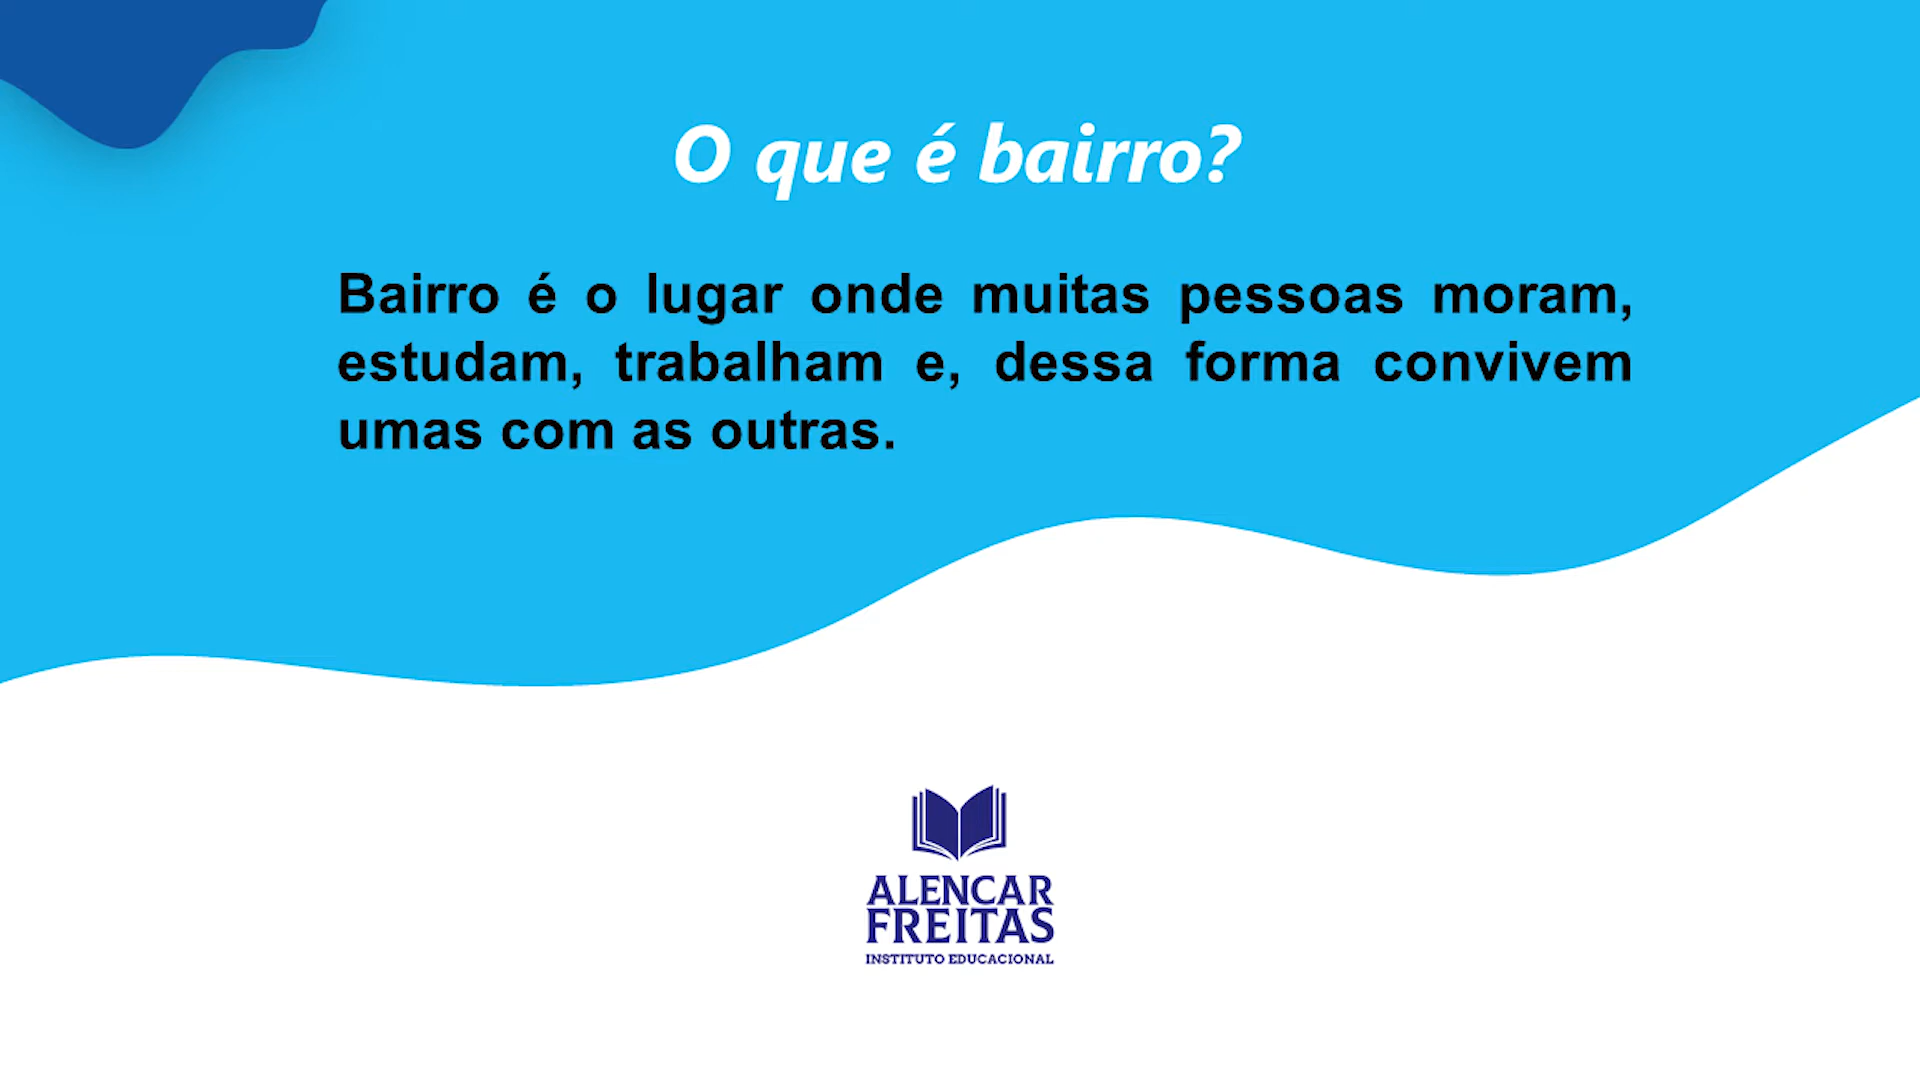 O que é bairro?
Bairro é o lugar onde muitas pessoas moram,
estudam, trabalham e, dessa forma convivem
umas com as outras.
ALENCAR
FREITAS
INSTITUTO EDUCACIONAL